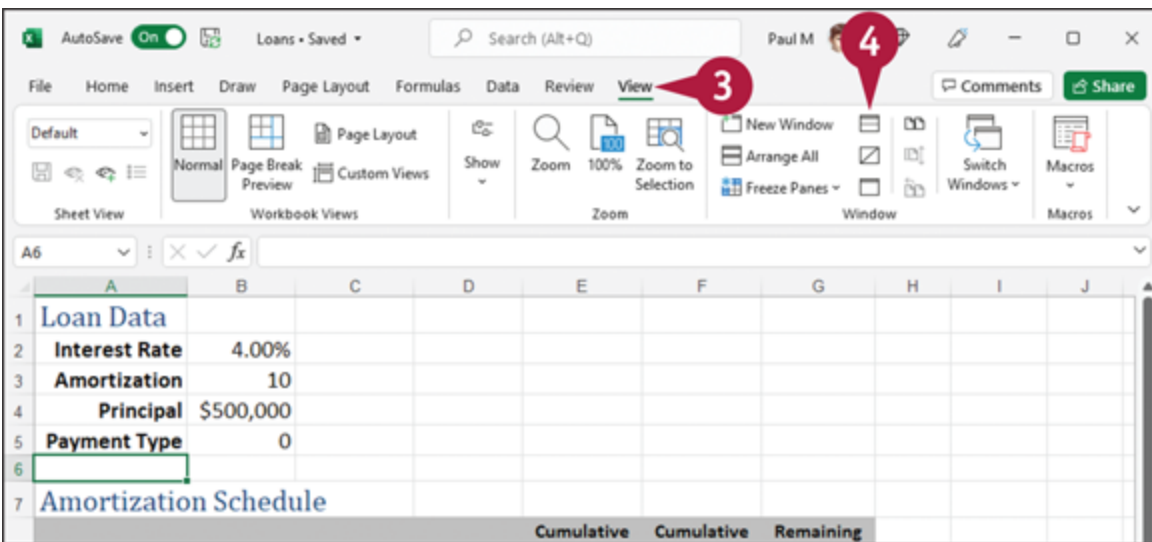 AutoSave On Loans • Saved Search (Alt+Q) Paul M
4
File Home Insert Draw Page Layout Formulas Data Review View Comments Share
3
Default
Normal
Page Break
Preview
Page Layout
Custom Views
Show
Zoom
100
100%
Zoom to
Selection
New Window
Arrange All
Freeze Panes
Switch
Windows
Macros
Sheet View Workbook Views Zoom Window Macros
A6 fx
A B C D E F G H I J
1 Loan Data
2 Interest Rate 4.00%
3 Amortization 10
4 Principal $500,000
5 Payment Type 0
6
7 Amortization Schedule
Cumulative Cumulative Remaining